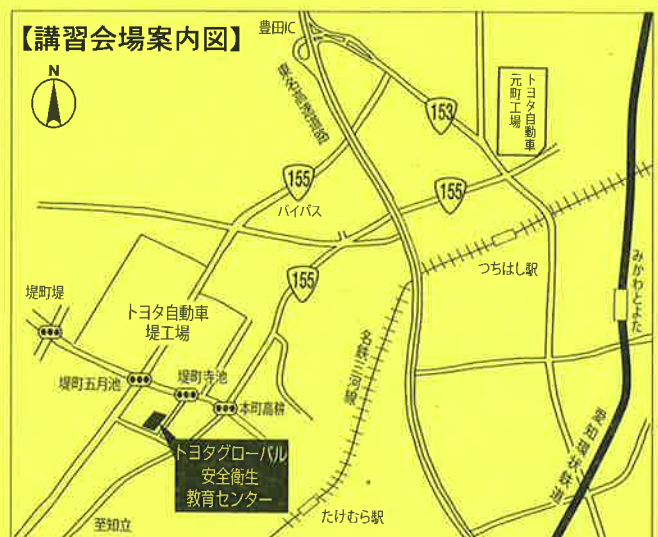 【講習会場案内図】
豊田IC
N
東名高速道路
153
トヨタ自動車
元町工場
155
バイパス
155
155
つちはし駅
みかわとよた
堤町堤
トヨタ自動車
堤工場
名鉄三河線
堤町五月池
堤町寺池
本町高根
愛知環状鉄道
トヨタグローバル
安全衛生
教育センター
至知立
たけむら駅